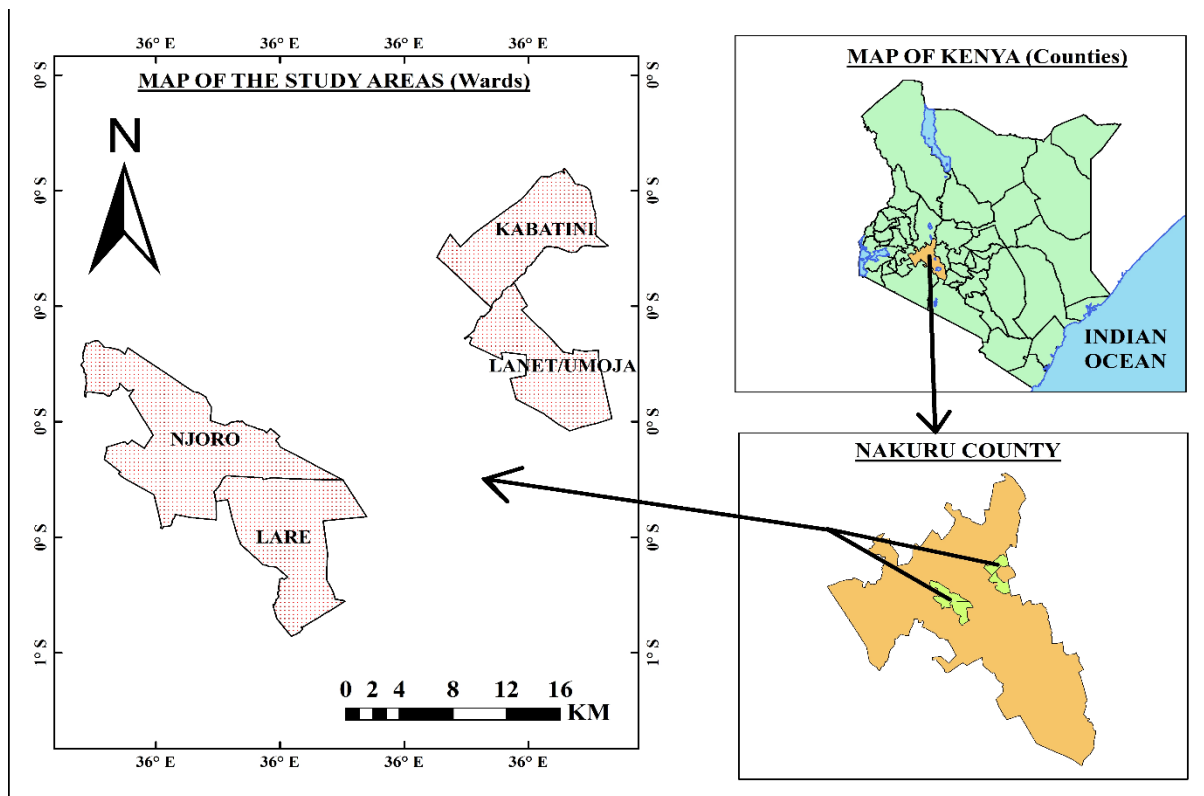 36° E 36° E 36° E 36° E
MAP OF THE STUDY AREAS (Wards)
N
0° S
0° S
0° S
0° S
0° S
1° S
0° S
0° S
0° S
0° S
0° S
1° S
KABATINI
LANET/UMOJA
NJORO
LARE
0 2 4 8 12 16
KM
36° E 36° E 36° E 36° E
MAP OF KENYA (Counties)
INDIAN
OCEAN
NAKURU COUNTY